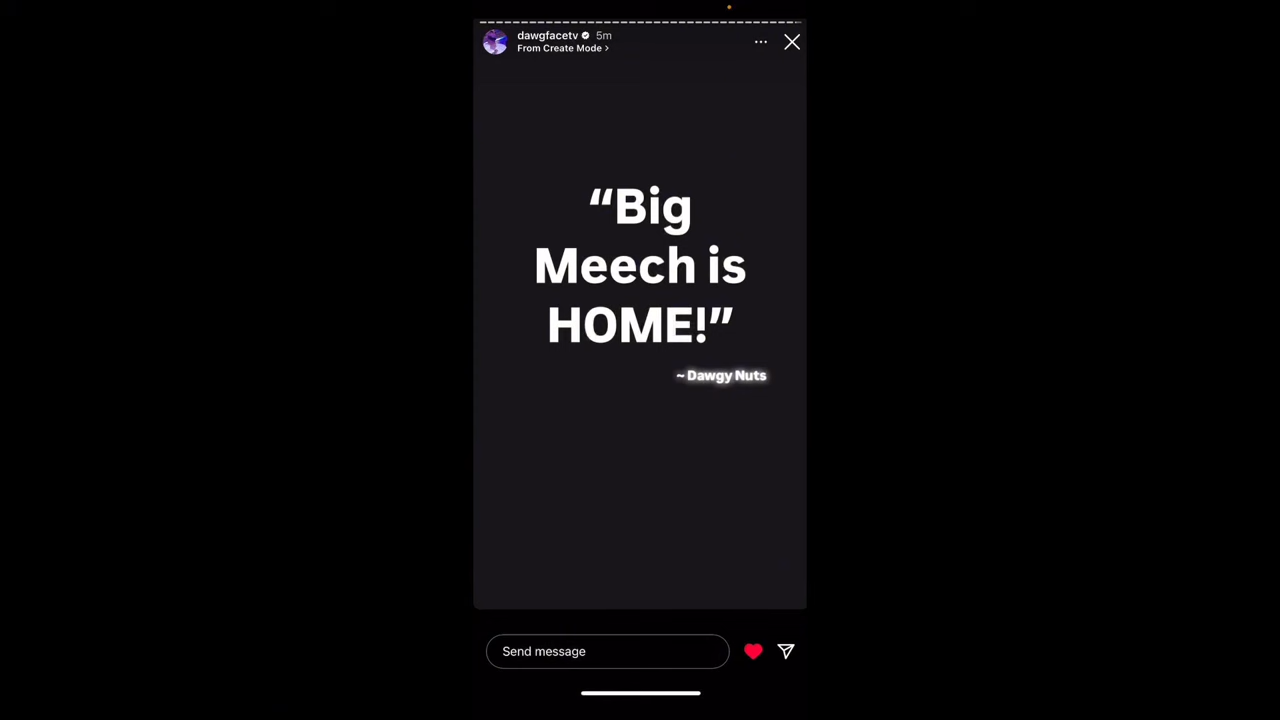 dawgfacetv 5m
From Create Mode >
“Big
Meech is
HOME!”
~ Dawgy Nuts
Send message